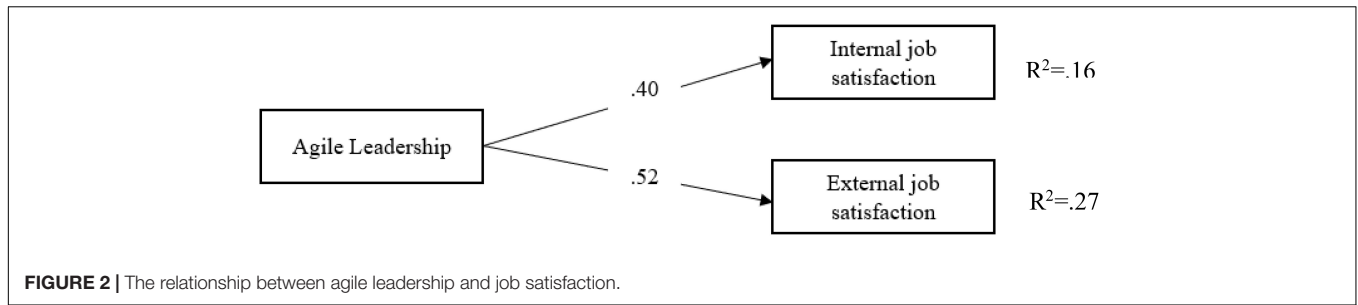 Internal job
satisfaction
R²=.16
.40
Agile Leadership
.52
External job
satisfaction
R²=.27
FIGURE 2 | The relationship between agile leadership and job satisfaction.